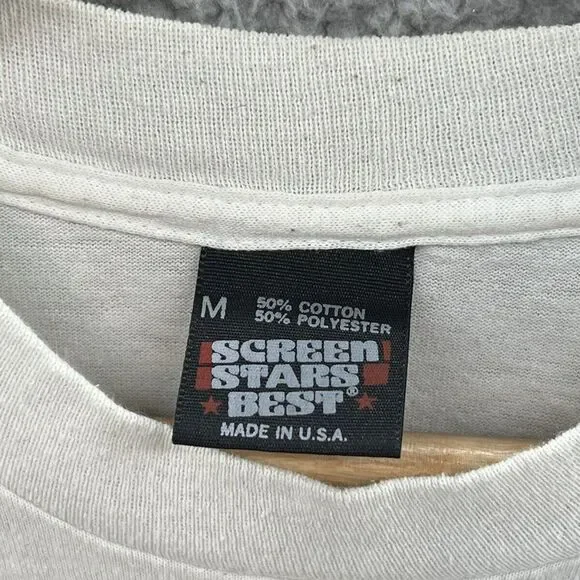 M 50% COTTON
50% POLYESTER
SCREEN
STARS
BEST®
MADE IN U.S.A.